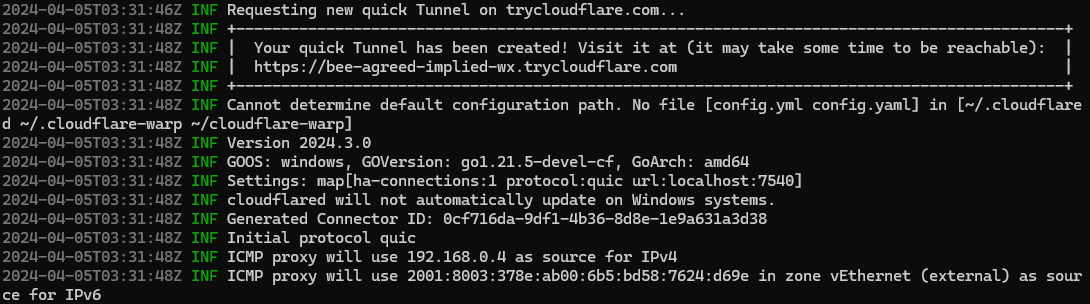 2024-04-05T03:31:46Z INF Requesting new quick Tunnel on trycloudflare.com...
2024-04-05T03:31:48Z INF +--------------------------------------------------------------------------------------------+
2024-04-05T03:31:48Z INF |  Your quick Tunnel has been created! Visit it at (it may take some time to be reachable):  |
2024-04-05T03:31:48Z INF |  https://bee-agreed-implied-wx.trycloudflare.com                                           |
2024-04-05T03:31:48Z INF +--------------------------------------------------------------------------------------------+
2024-04-05T03:31:48Z INF Cannot determine default configuration path. No file [config.yml config.yaml] in [~/.cloudflare
d ~/.cloudflare-warp ~/cloudflare-warp]
2024-04-05T03:31:48Z INF Version 2024.3.0
2024-04-05T03:31:48Z INF GOOS: windows, GOVersion: go1.21.5-devel-cf, GoArch: amd64
2024-04-05T03:31:48Z INF Settings: map[ha-connections:1 protocol:quic url:localhost:7540]
2024-04-05T03:31:48Z INF cloudflared will not automatically update on Windows systems.
2024-04-05T03:31:48Z INF Generated Connector ID: 0cf716da-9df1-4b36-8d8e-1e9a631a3d38
2024-04-05T03:31:48Z INF Initial protocol quic
2024-04-05T03:31:48Z INF ICMP proxy will use 192.168.0.4 as source for IPv4
2024-04-05T03:31:48Z INF ICMP proxy will use 2001:8003:378e:ab00:6b5:bd58:7624:d69e in zone vEthernet (external) as sour
ce for IPv6